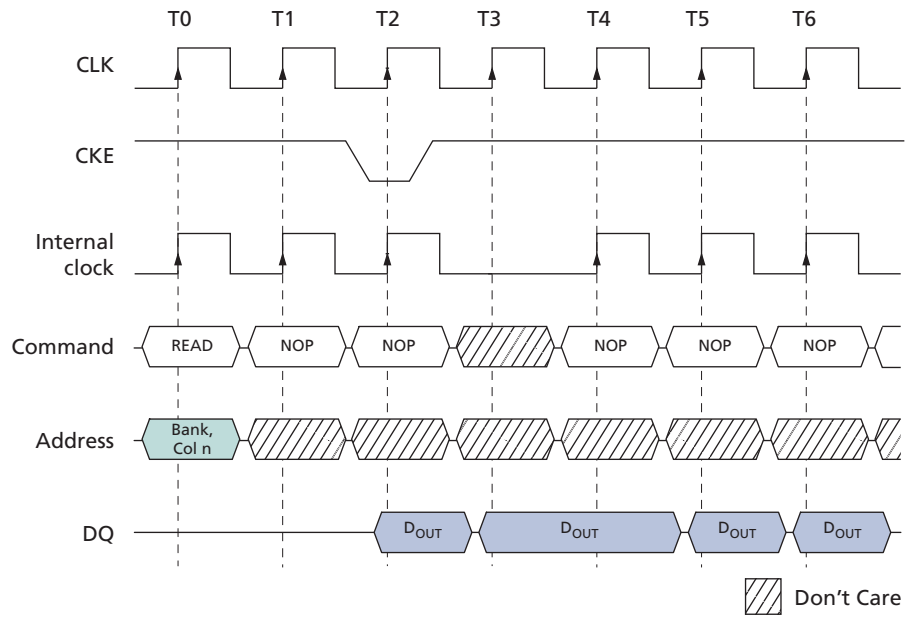 T0 T1 T2 T3 T4 T5 T6
CLK
CKE
Internal
clock
Command READ NOP NOP NOP NOP NOP
Address Bank,
Col n
DQ DOUT DOUT DOUT DOUT
Don't Care